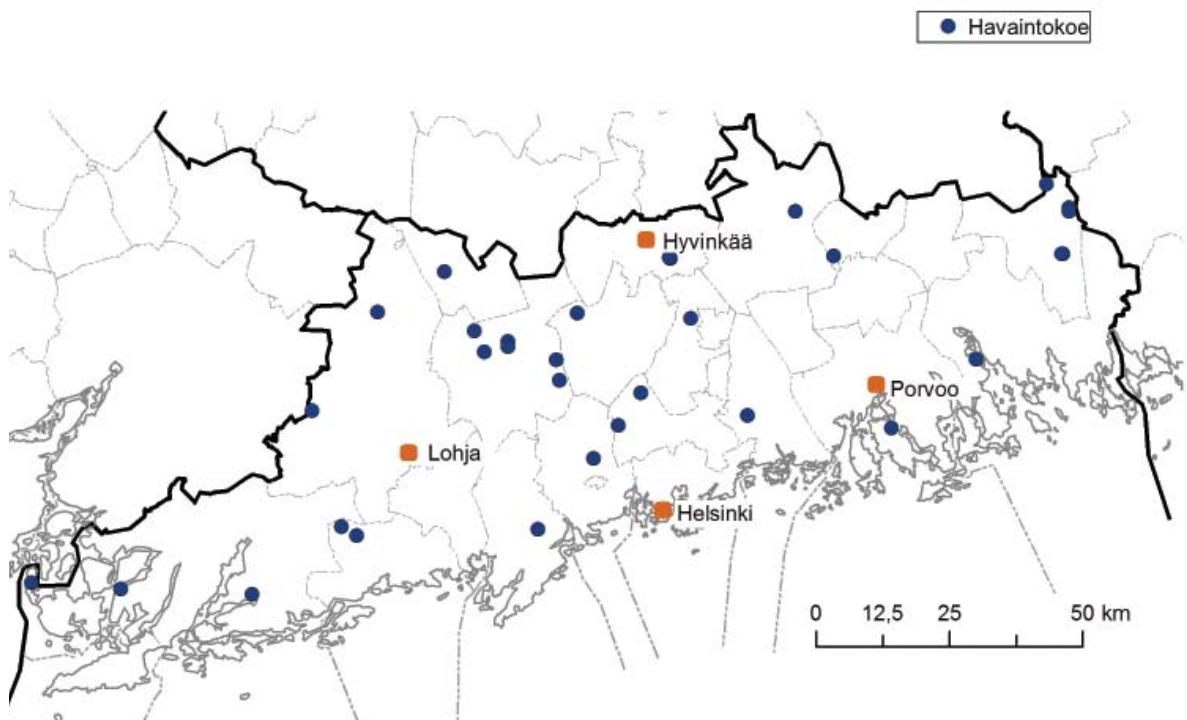 Havaintokoe
Hyvinkää
Porvoo
Lohja
Helsinki
0 12,5 25 50 km